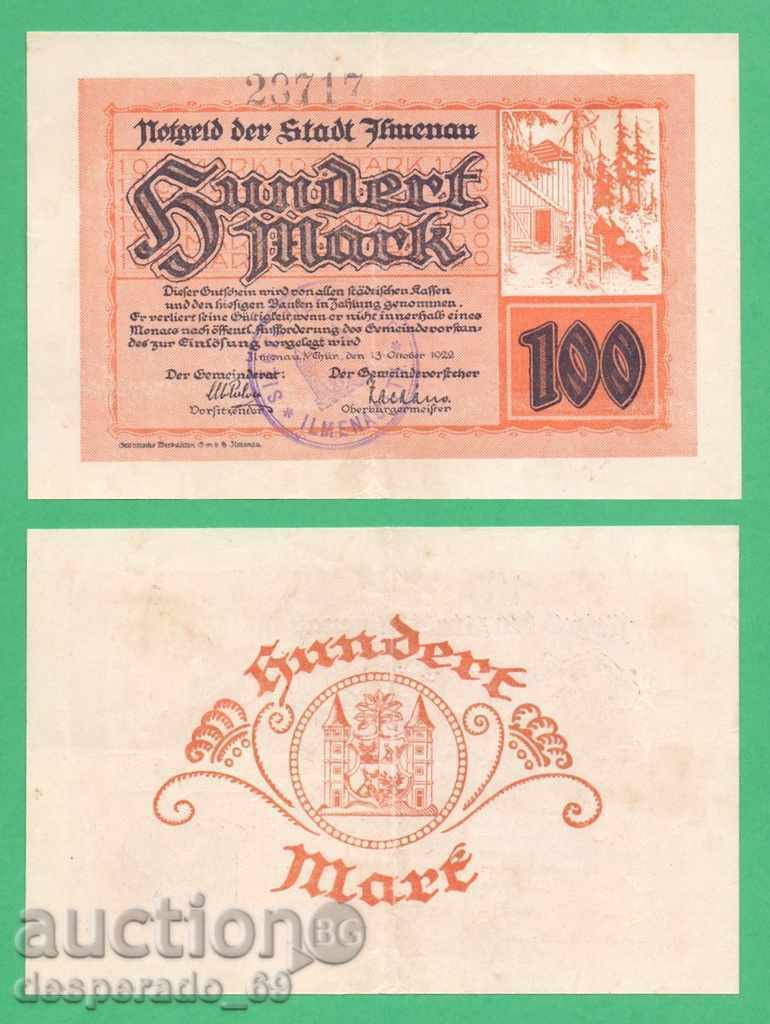 23717
Notgeld der Stadt Ilmenau
Hundert
Mark
Dieser Gutschein wird von allen städtischen Kassen
und den hiesigen Banken in Zahlung genommen.
Er verliert seine Gültigkeit, wenn er nicht innerhalb eines
Monats nach öffentl. Aufforderung des Gemeindevorstan-
des zur Einlösung vorgelegt wird
Ilmenau i/Thür. den 13. Oktober 1922
Der Gemeinderat: Der Gemeindevorsteher
Vorsitzender Oberbürgermeister
* ILMENAU *
100
Hundert
Mark
auction BG
desperado_69